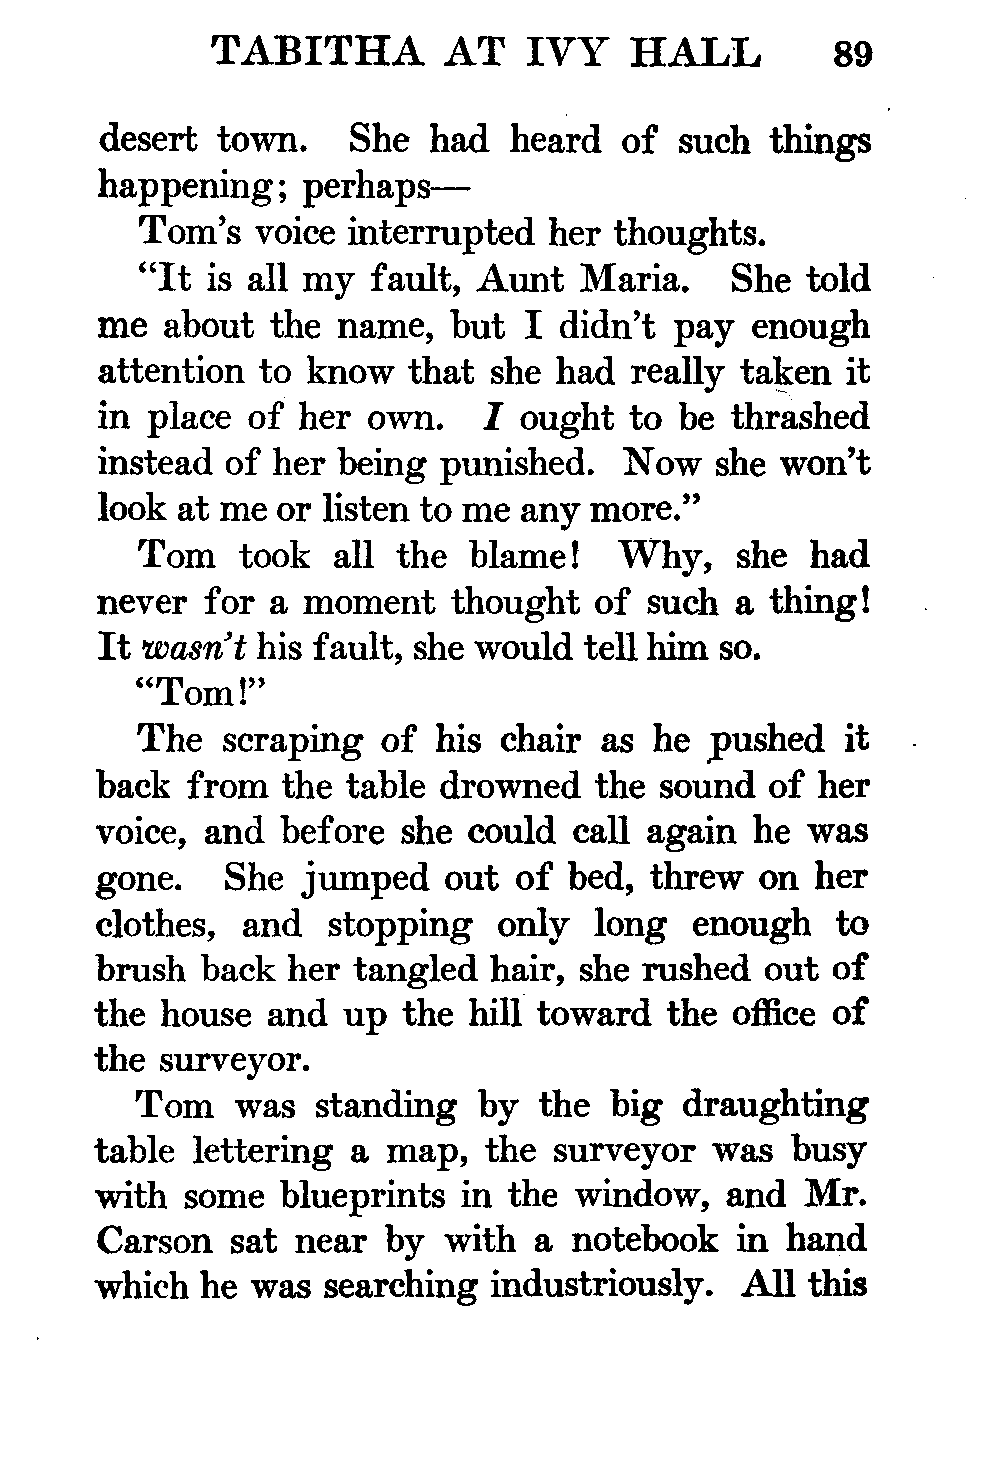 TABITHA AT IVY HALL 89
desert town. She had heard of such things
happening; perhaps—
Tom's voice interrupted her thoughts.
“It is all my fault, Aunt Maria. She told
me about the name, but I didn't pay enough
attention to know that she had really taken it
in place of her own. I ought to be thrashed
instead of her being punished. Now she won't
look at me or listen to me any more.”
Tom took all the blame! Why, she had
never for a moment thought of such a thing!
It wasn't his fault, she would tell him so.
“Tom!”
The scraping of his chair as he pushed it
back from the table drowned the sound of her
voice, and before she could call again he was
gone. She jumped out of bed, threw on her
clothes, and stopping only long enough to
brush back her tangled hair, she rushed out of
the house and up the hill toward the office of
the surveyor.
Tom was standing by the big draughting
table lettering a map, the surveyor was busy
with some blueprints in the window, and Mr.
Carson sat near by with a notebook in hand
which he was searching industriously. All this